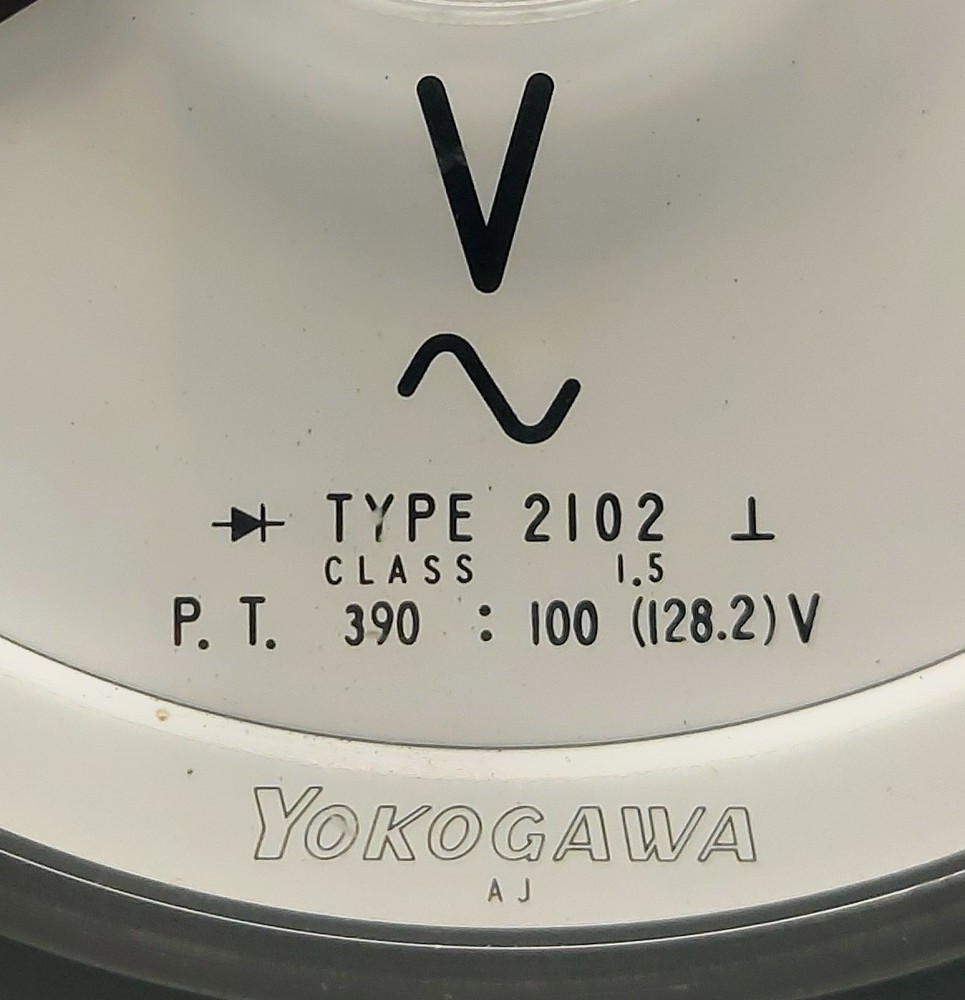 V
TYPE 2102
CLASS 1.5
P. T. 390 : 100 (128.2) V
YOKOGAWA
AJ